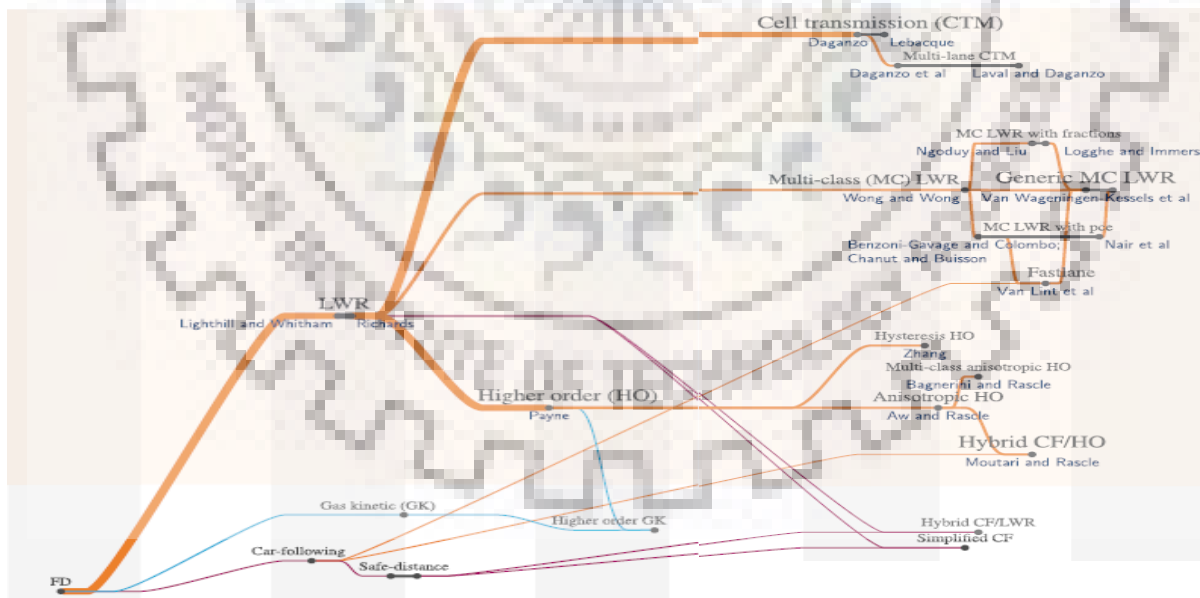 Cell transmission (CTM)
Daganzo Lebacque
Multi-lane CTM
Daganzo et al Laval and Daganzo
MC LWR with fractions
Ngoduy and Liu Logghe and Immers
Multi-class (MC) LWR Generic MC LWR
Wong and Wong Van Wageningen-Kessels et al
MC LWR with pce
Benzoni-Gavage and Colombo; Nair et al
Chanut and Buisson
Fastlane
Van Lint et al
LWR
Lighthill and Whitham Richards
Hysteresis HO
Zhang
Multi-class anisotropic HO
Bagnerini and Rascle
Higher order (HO) Anisotropic HO
Payne Aw and Rascle
Hybrid CF/HO
Moutari and Rascle
Gas kinetic (GK)
Higher order GK Hybrid CF/LWR
Simplified CF
Car-following
Safe-distance
FD